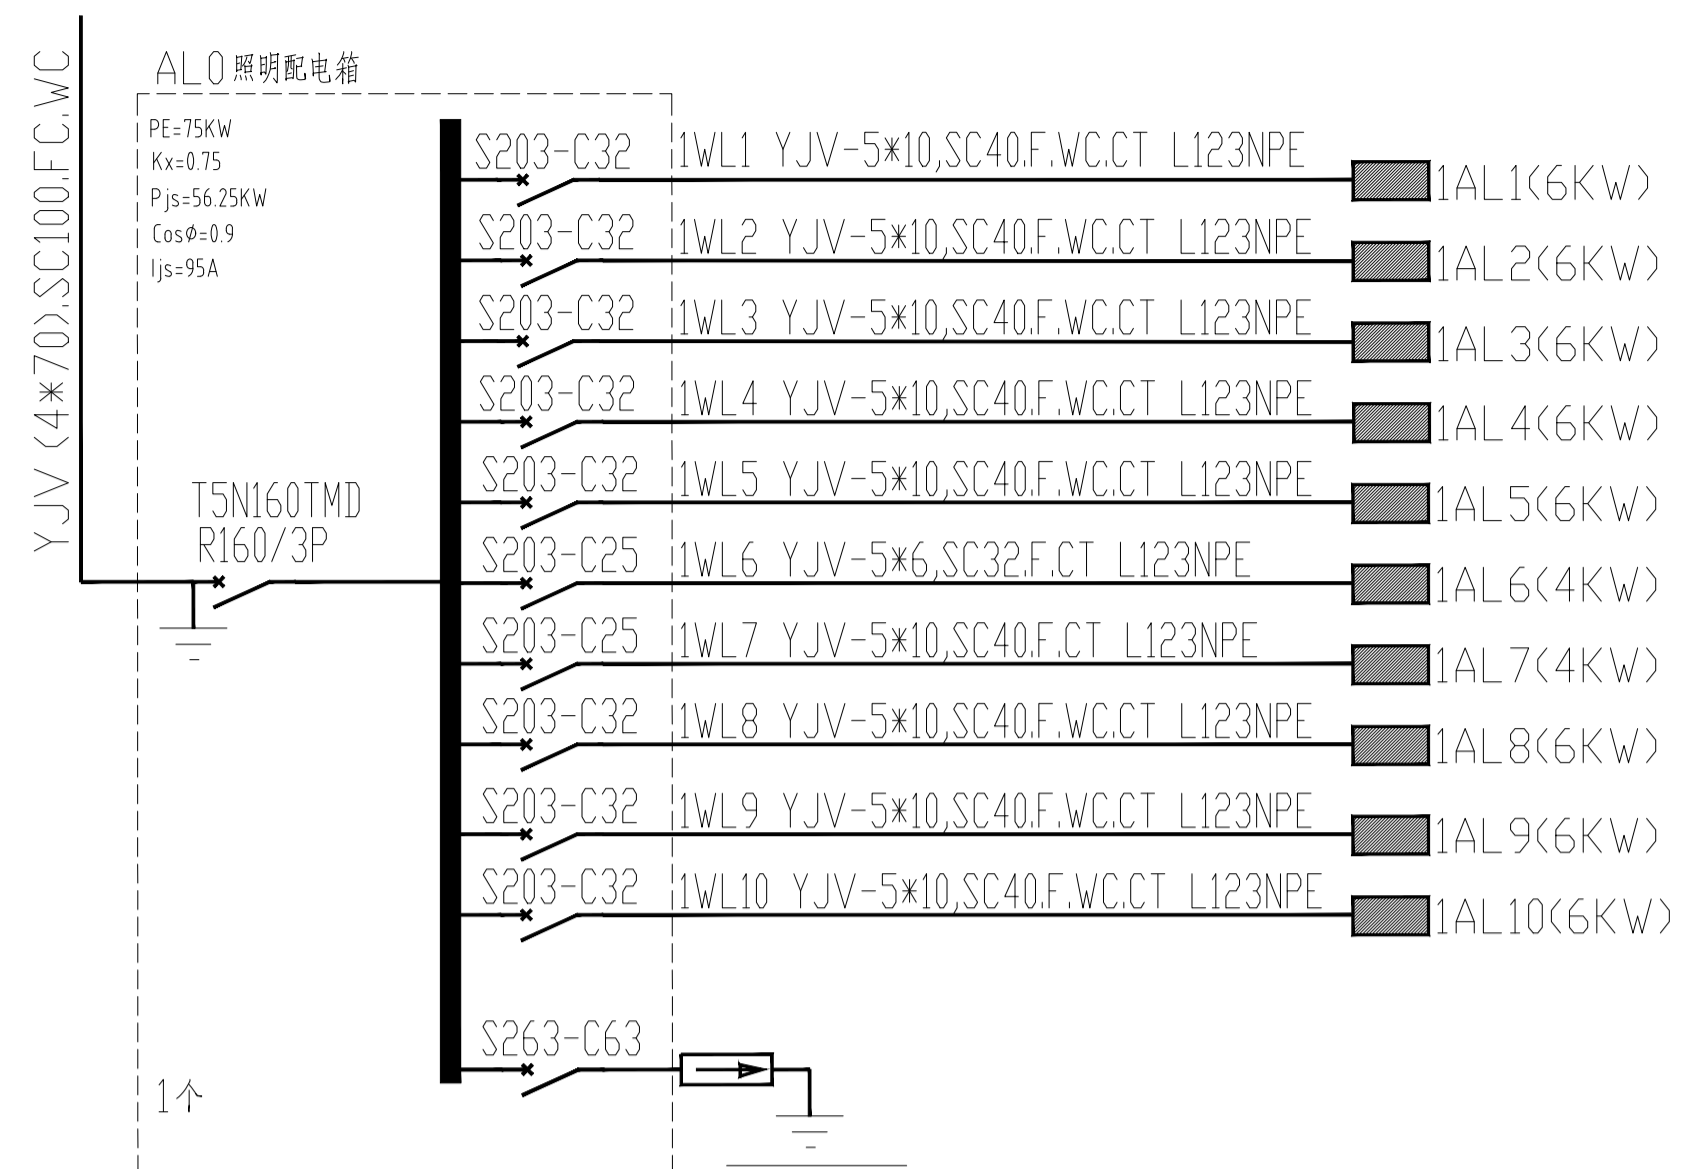 YJV (4*70).SC100.FC.WC
AL0照明配电箱
PE=75KW
Kx=0.75
Pjs=56.25KW
Cosø=0.9
Ijs=95A
T5N160TMD
R160/3P
S203-C32 1WL1 YJV-5*10,SC40.F.WC.CT L123NPE 1AL1(6KW)
S203-C32 1WL2 YJV-5*10,SC40.F.WC.CT L123NPE 1AL2(6KW)
S203-C32 1WL3 YJV-5*10,SC40.F.WC.CT L123NPE 1AL3(6KW)
S203-C32 1WL4 YJV-5*10,SC40.F.WC.CT L123NPE 1AL4(6KW)
S203-C32 1WL5 YJV-5*10,SC40.F.WC.CT L123NPE 1AL5(6KW)
S203-C25 1WL6 YJV-5*6,SC32.F.CT L123NPE 1AL6(4KW)
S203-C25 1WL7 YJV-5*10,SC40.F.CT L123NPE 1AL7(4KW)
S203-C32 1WL8 YJV-5*10,SC40.F.WC.CT L123NPE 1AL8(6KW)
S203-C32 1WL9 YJV-5*10,SC40.F.WC.CT L123NPE 1AL9(6KW)
S203-C32 1WL10 YJV-5*10,SC40.F.WC.CT L123NPE 1AL10(6KW)
S263-C63
1个